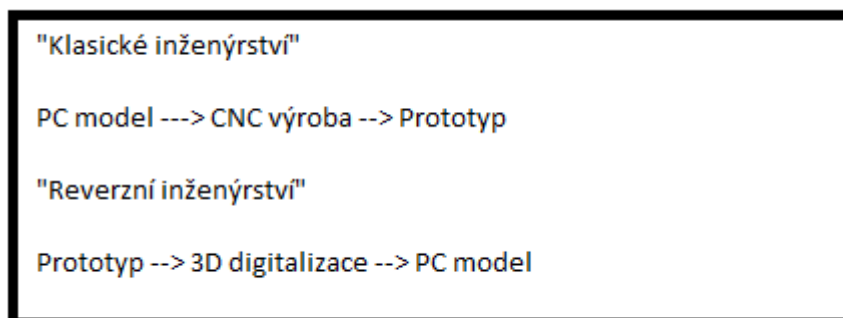 "Klasické inženýrství"
PC model ---> CNC výroba --> Prototyp
"Reverzní inženýrství"
Prototyp --> 3D digitalizace --> PC model